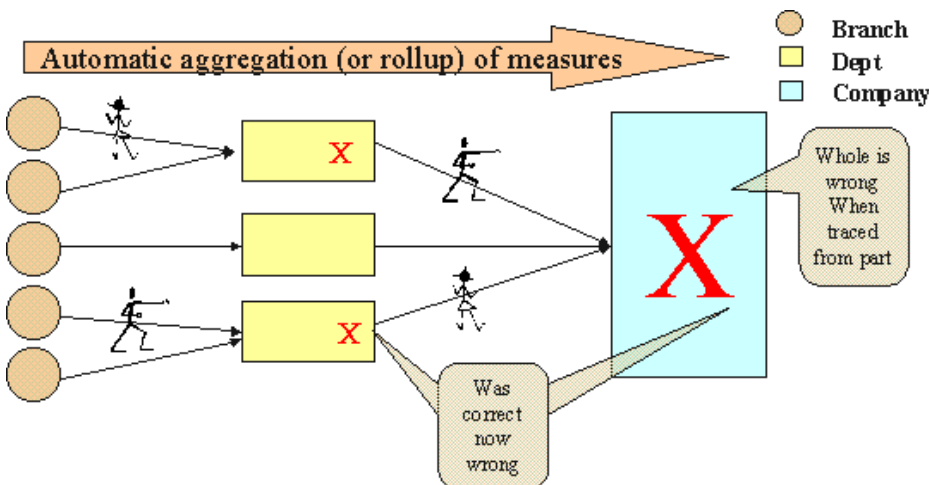 Automatic aggregation (or rollup) of measures
Branch
Dept
Company
X
X
X
Whole is
wrong
When
traced
from part
Was
correct
now
wrong